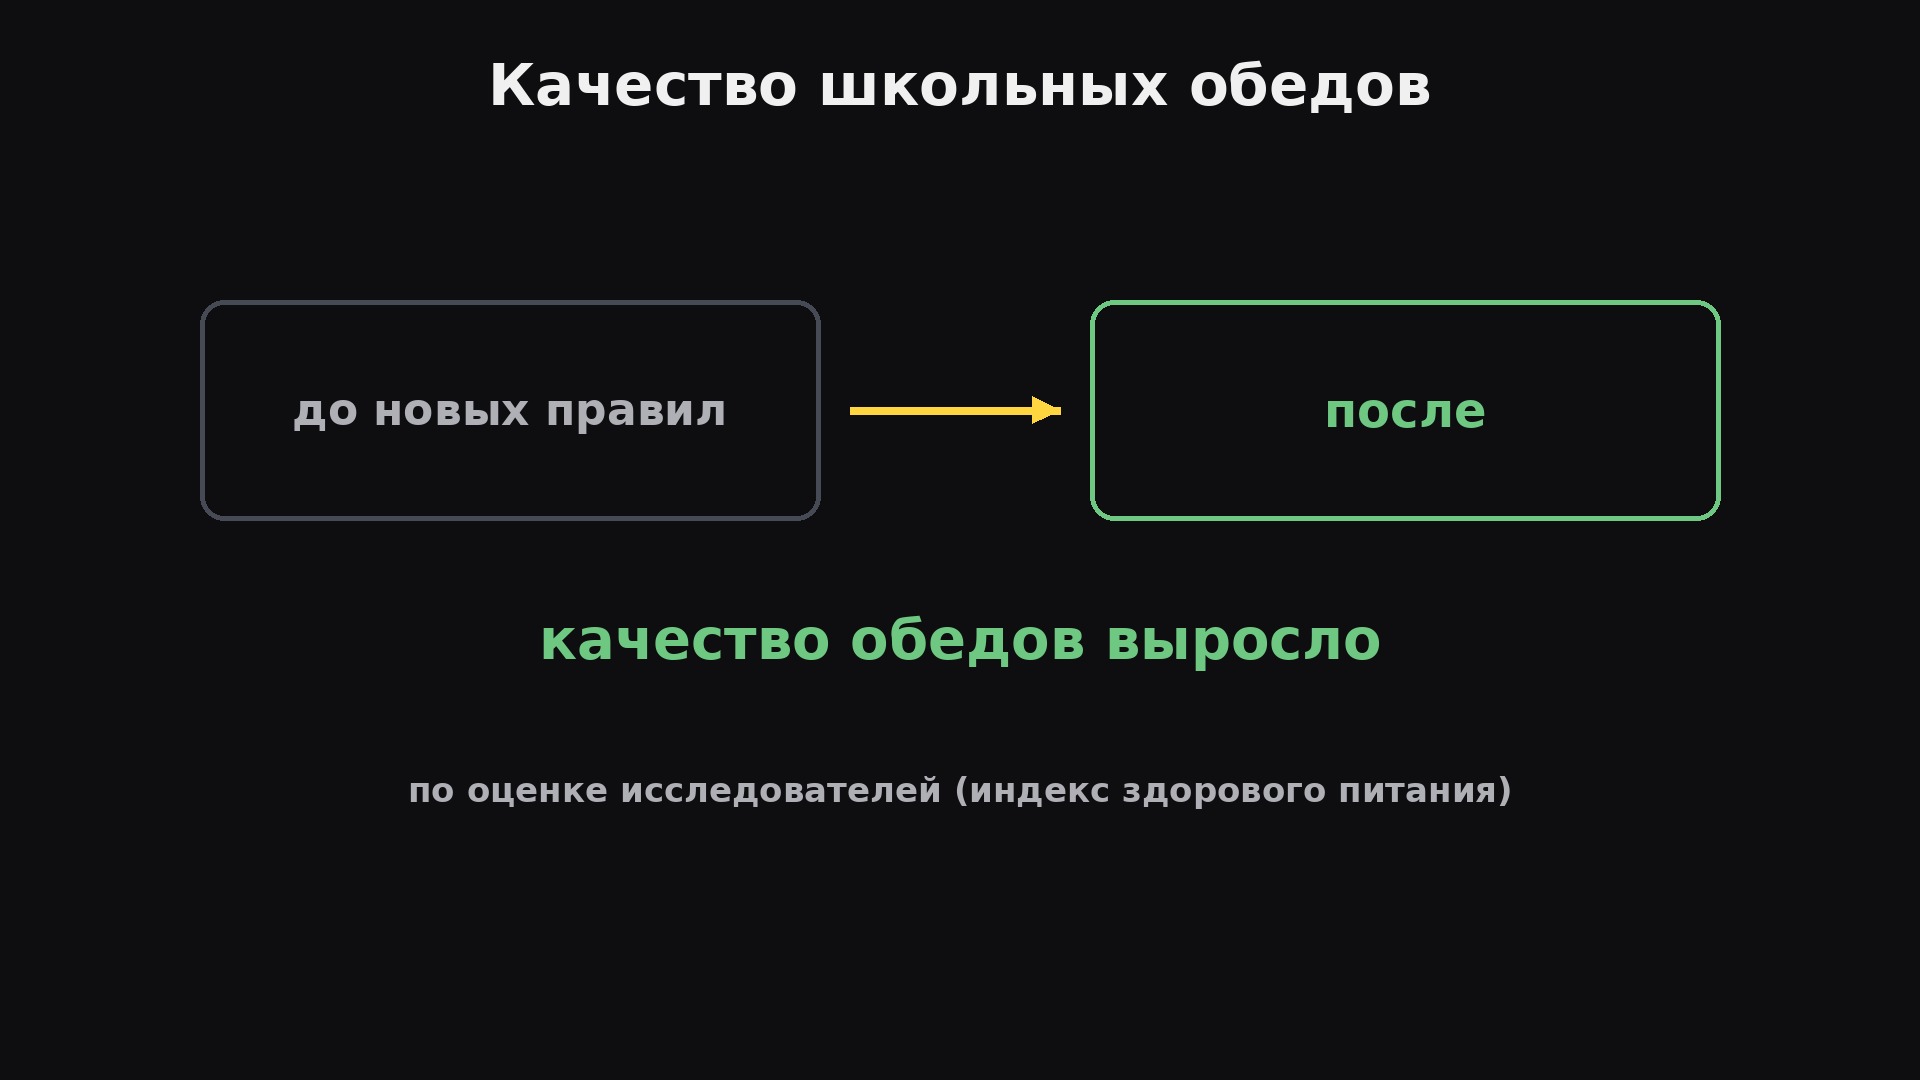 Качество школьных обедов
до новых правил
после
качество обедов выросло
по оценке исследователей (индекс здорового питания)